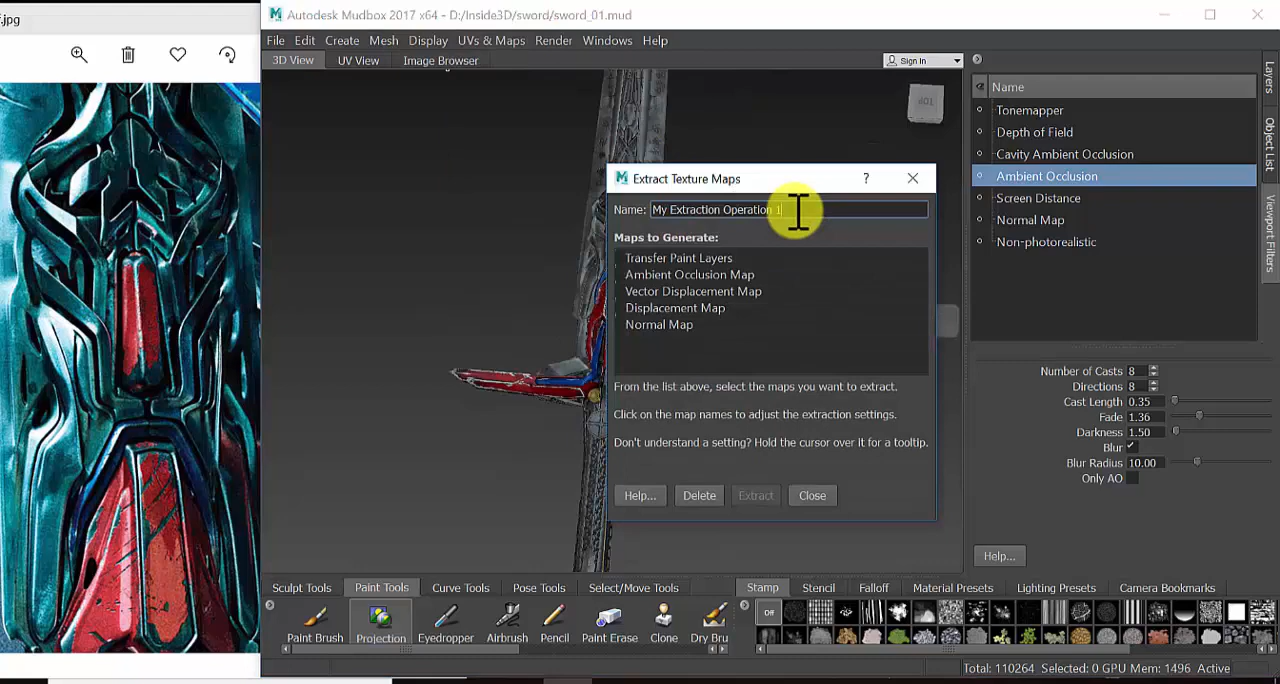 f.jpg
Autodesk Mudbox 2017 x64 - D:/Inside3D/sword/sword_01.mud
File Edit Create Mesh Display UVs & Maps Render Windows Help
3D View UV View Image Browser
Sign In
TOP
Extract Texture Maps
?
Name: My Extraction Operation 1
Maps to Generate:
Transfer Paint Layers
Ambient Occlusion Map
Vector Displacement Map
Displacement Map
Normal Map
From the list above, select the maps you want to extract.
Click on the map names to adjust the extraction settings.
Don't understand a setting? Hold the cursor over it for a tooltip.
Help... Delete Extract Close
Name
Tonemapper
Depth of Field
Cavity Ambient Occlusion
Ambient Occlusion
Screen Distance
Normal Map
Non-photorealistic
Layers
Object List
Viewport Filters
Number of Casts 8
Directions 8
Cast Length 0.35
Fade 1.36
Darkness 1.50
Blur
Blur Radius 10.00
Only AO
Help...
Sculpt Tools Paint Tools Curve Tools Pose Tools Select/Move Tools
Stamp Stencil Falloff Material Presets Lighting Presets Camera Bookmarks
Off
Paint Brush Projection Eyedropper Airbrush Pencil Paint Erase Clone Dry Bru
Total: 110264 Selected: 0 GPU Mem: 1496 Active